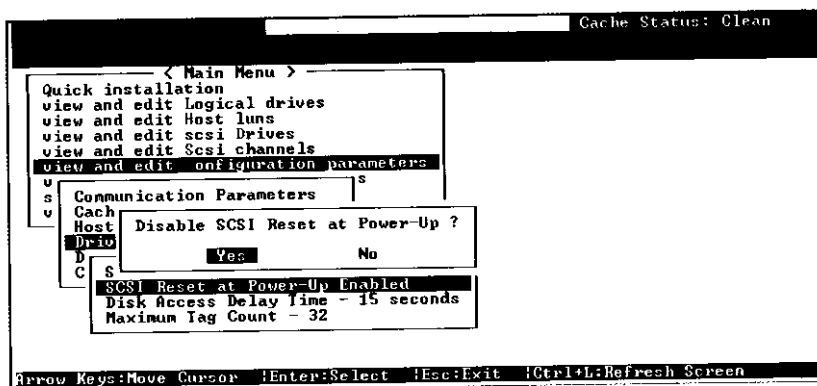 Cache Status: Clean
< Main Menu >
Quick installation
view and edit Logical drives
view and edit Host luns
view and edit scsi Drives
view and edit Scsi channels
view and edit onfiguration parameters
v s
s Communication Parameters
v Cach
Host
Disable SCSI Reset at Power-Up ?
Driv
Yes No
D
C S
SCSI Reset at Power-Up Enabled
Disk Access Delay Time - 15 seconds
Maximum Tag Count - 32
Arrow Keys:Move Cursor |Enter:Select |Esc:Exit |Ctrl+L:Refresh Screen